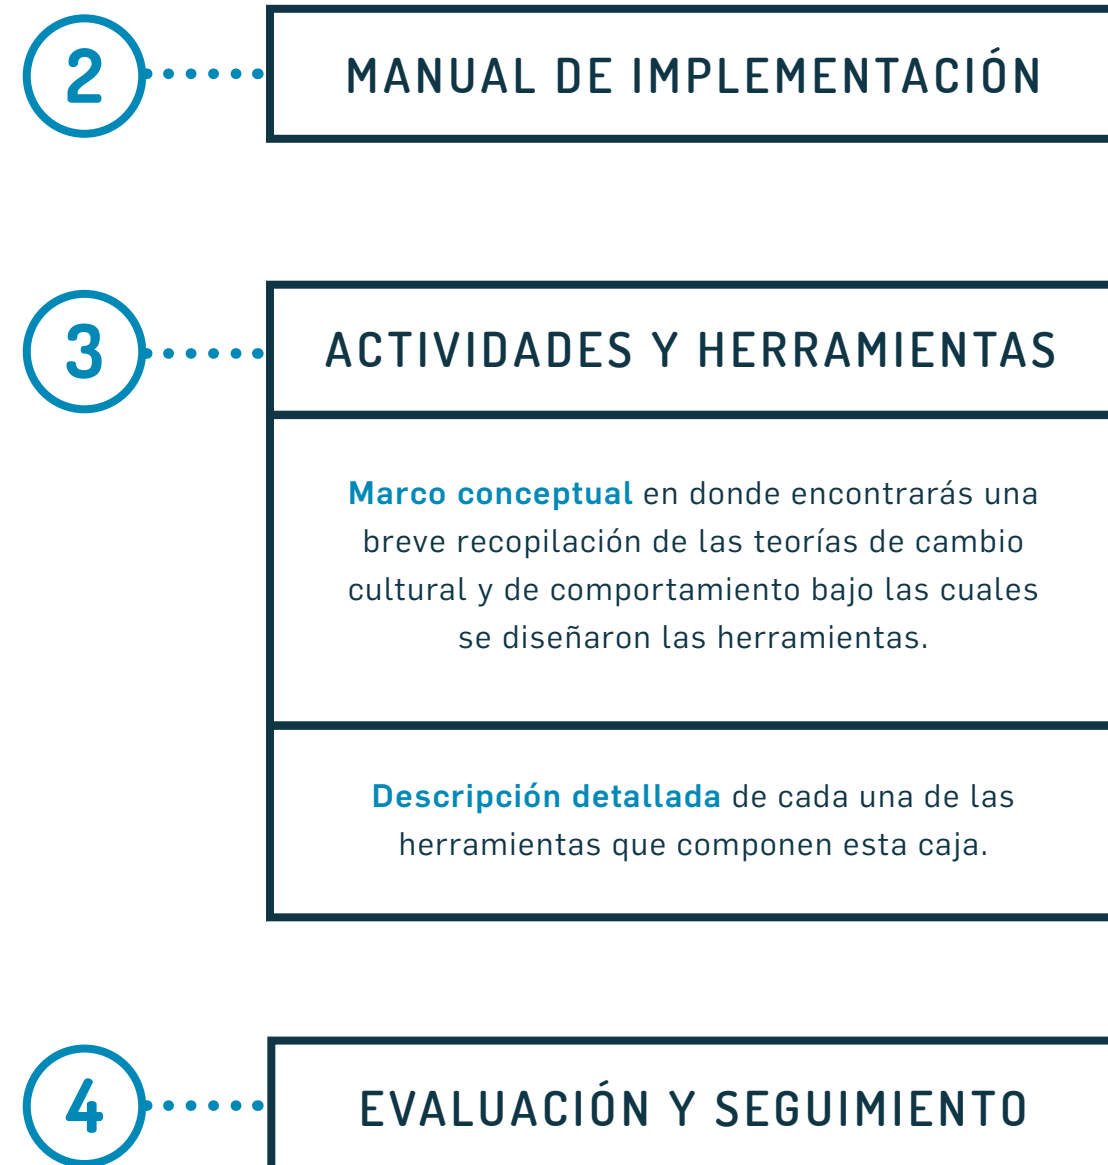 2
MANUAL DE IMPLEMENTACIÓN
3
ACTIVIDADES Y HERRAMIENTAS
Marco conceptual en donde encontrarás una
breve recopilación de las teorías de cambio
cultural y de comportamiento bajo las cuales
se diseñaron las herramientas.
Descripción detallada de cada una de las
herramientas que componen esta caja.
4
EVALUACIÓN Y SEGUIMIENTO